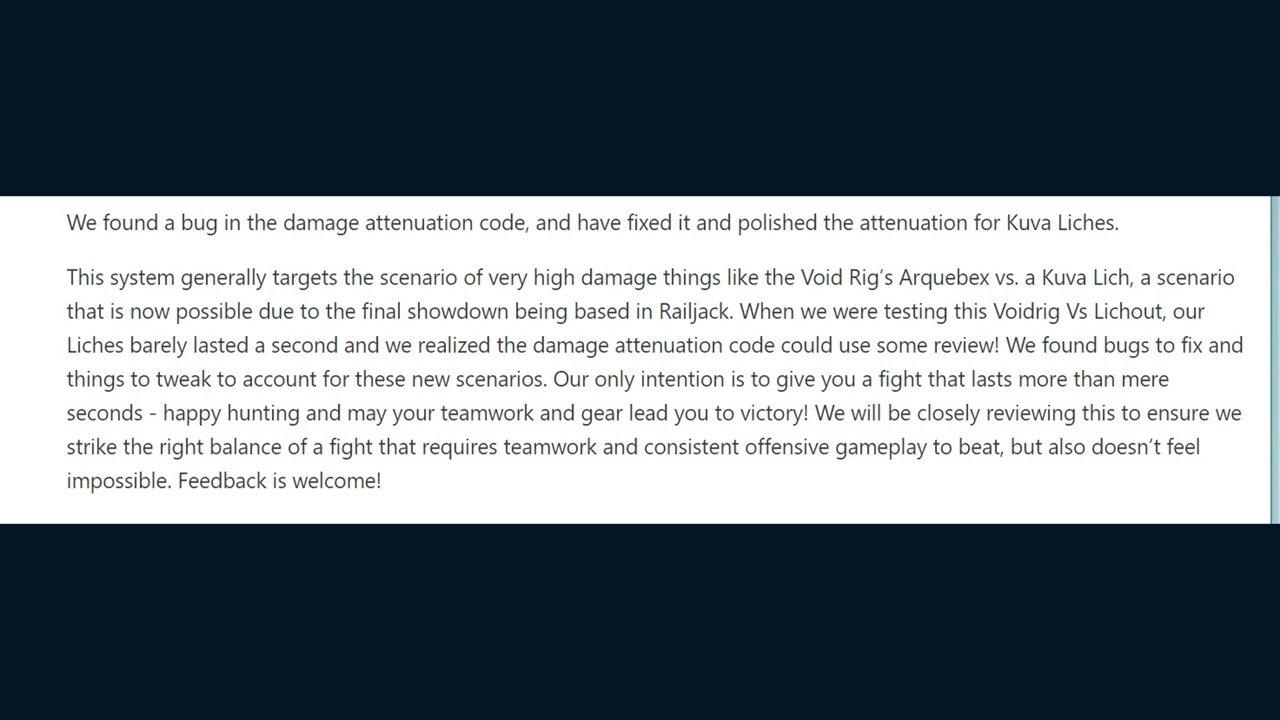 We found a bug in the damage attenuation code, and have fixed it and polished the attenuation for Kuva Liches.
This system generally targets the scenario of very high damage things like the Void Rig’s Arquebex vs. a Kuva Lich, a scenario
that is now possible due to the final showdown being based in Railjack. When we were testing this Voidrig Vs Lichout, our
Liches barely lasted a second and we realized the damage attenuation code could use some review! We found bugs to fix and
things to tweak to account for these new scenarios. Our only intention is to give you a fight that lasts more than mere
seconds - happy hunting and may your teamwork and gear lead you to victory! We will be closely reviewing this to ensure we
strike the right balance of a fight that requires teamwork and consistent offensive gameplay to beat, but also doesn’t feel
impossible. Feedback is welcome!